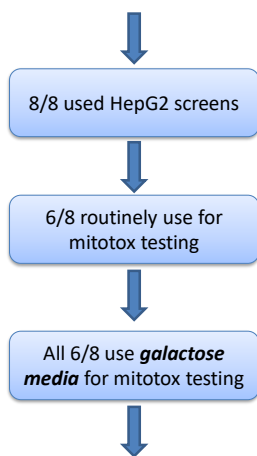 8/8 used HepG2 screens
6/8 routinely use for
mitotox testing
All 6/8 use galactose
media for mitotox testing